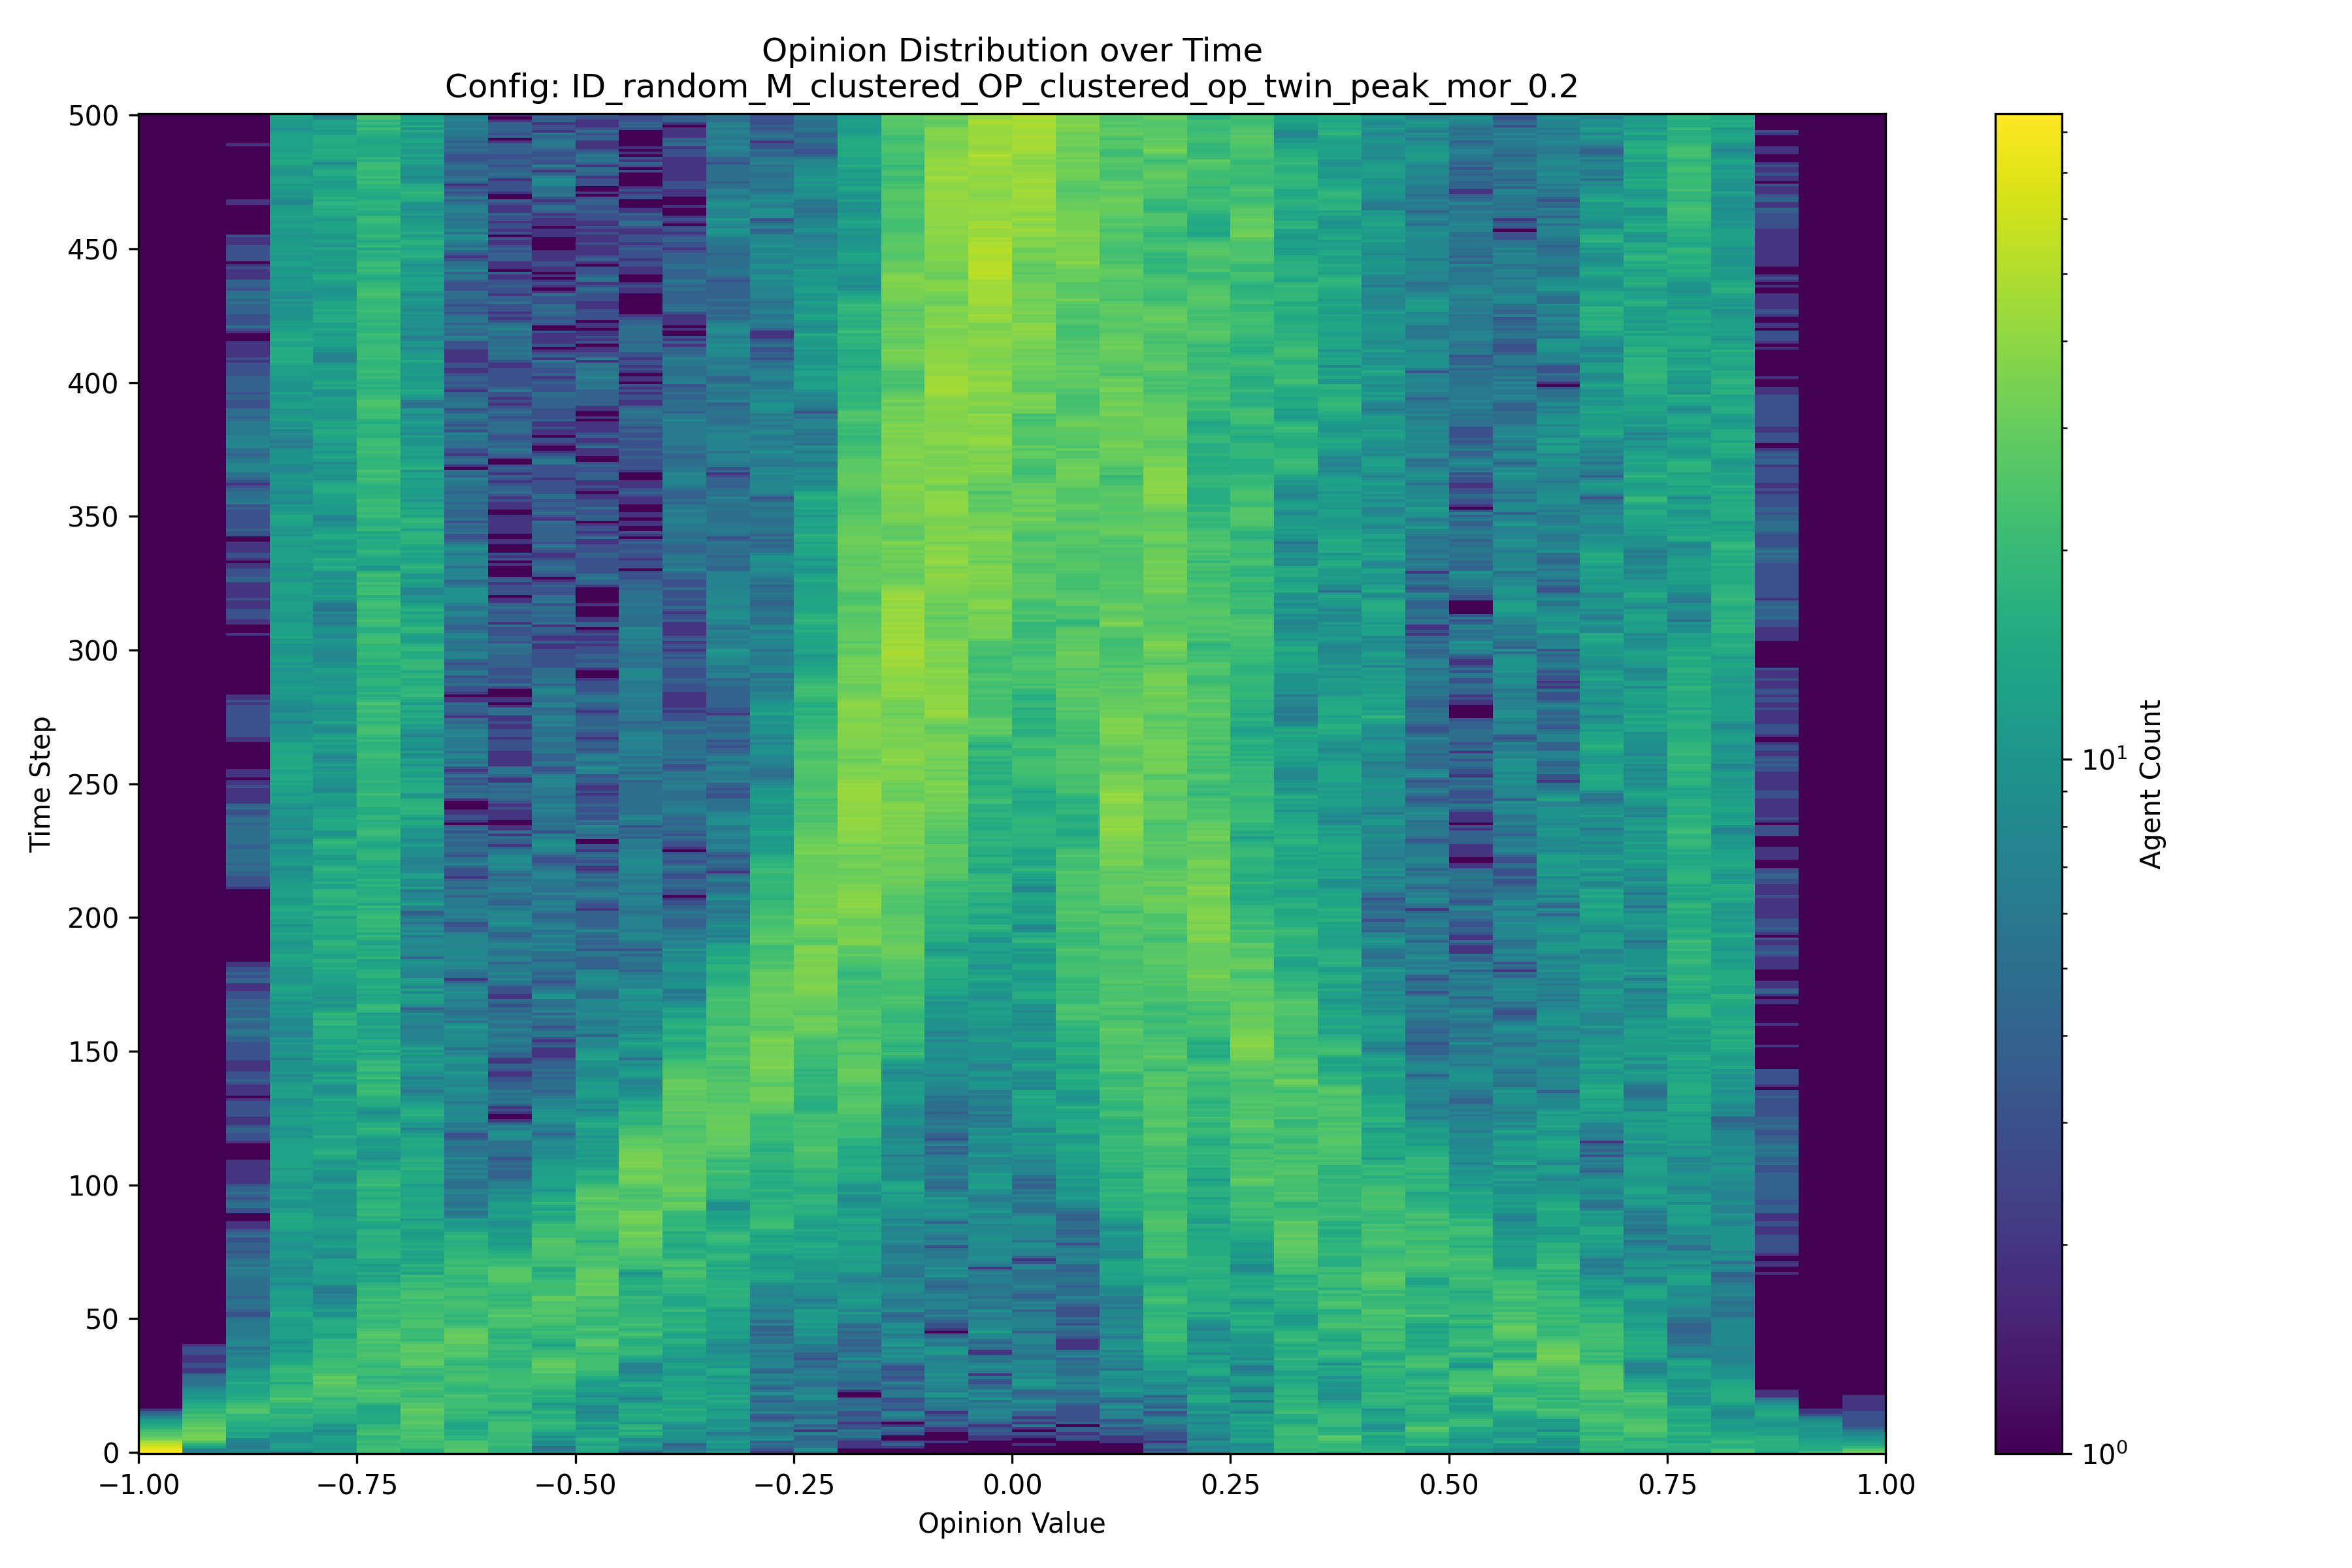 Opinion Distribution over Time
Config: ID_random_M_clustered_OP_clustered_op_twin_peak_mor_0.2
500
450
400
350
300
250
200
150
100
50
0
Time Step
−1.00 −0.75 −0.50 −0.25 0.00 0.25 0.50 0.75 1.00
Opinion Value
10¹
10⁰
Agent Count